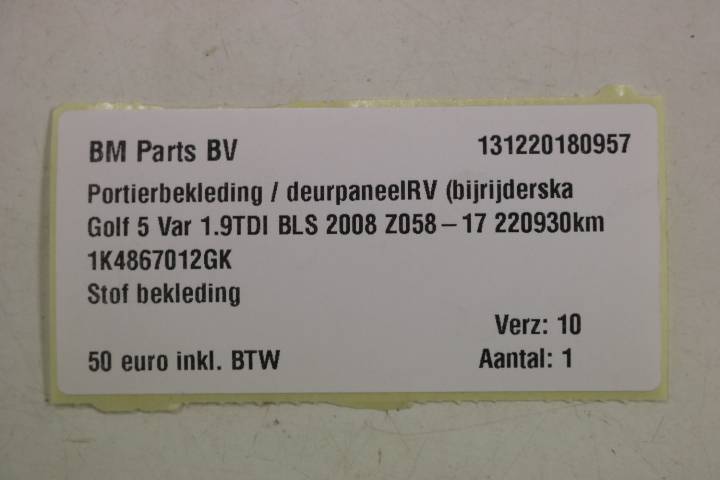 BM Parts BV 131220180957
Portierbekleding / deurpaneelRV (bijrijderska
Golf 5 Var 1.9TDI BLS 2008 Z058 – 17 220930km
1K4867012GK
Stof bekleding
Verz: 10
50 euro inkl. BTW Aantal: 1